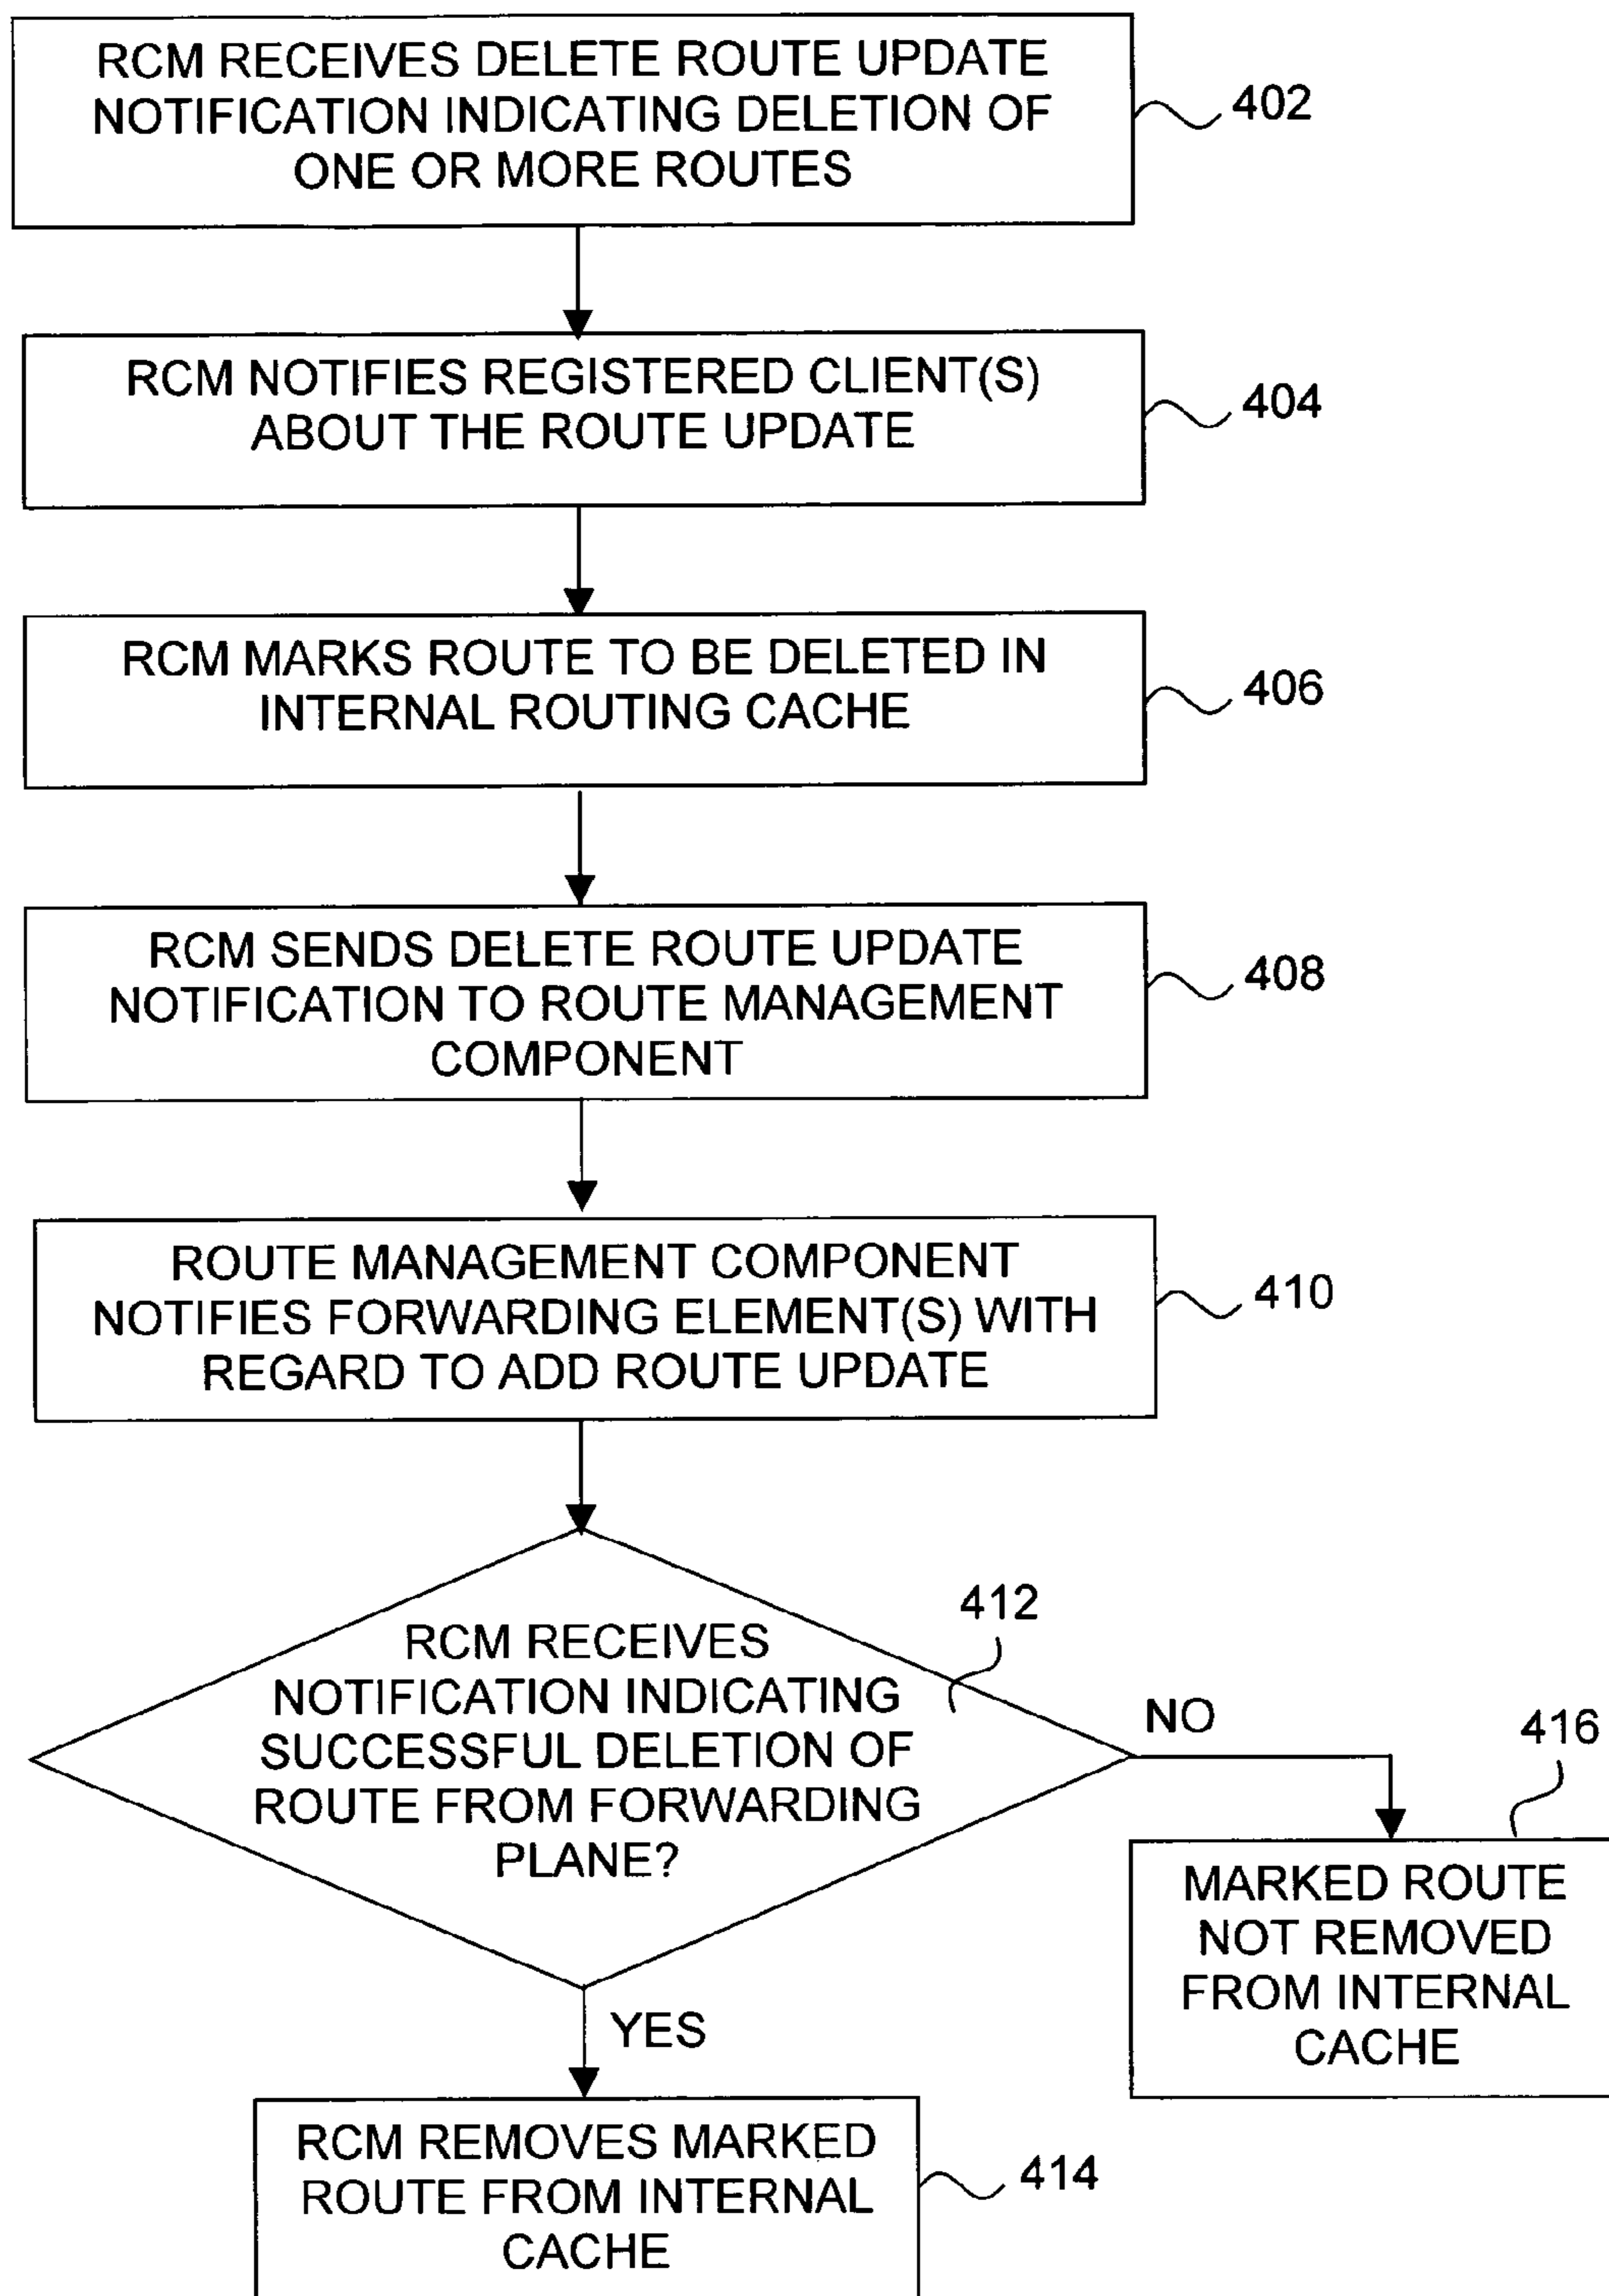 RCM RECEIVES DELETE ROUTE UPDATE
NOTIFICATION INDICATING DELETION OF
ONE OR MORE ROUTES
402
RCM NOTIFIES REGISTERED CLIENT(S)
ABOUT THE ROUTE UPDATE
404
RCM MARKS ROUTE TO BE DELETED IN
INTERNAL ROUTING CACHE
406
RCM SENDS DELETE ROUTE UPDATE
NOTIFICATION TO ROUTE MANAGEMENT
COMPONENT
408
ROUTE MANAGEMENT COMPONENT
NOTIFIES FORWARDING ELEMENT(S) WITH
REGARD TO ADD ROUTE UPDATE
410
412
RCM RECEIVES
NOTIFICATION INDICATING
SUCCESSFUL DELETION OF
ROUTE FROM FORWARDING
PLANE?
NO
416
MARKED ROUTE
NOT REMOVED
FROM INTERNAL
CACHE
YES
RCM REMOVES MARKED
ROUTE FROM INTERNAL
CACHE
414